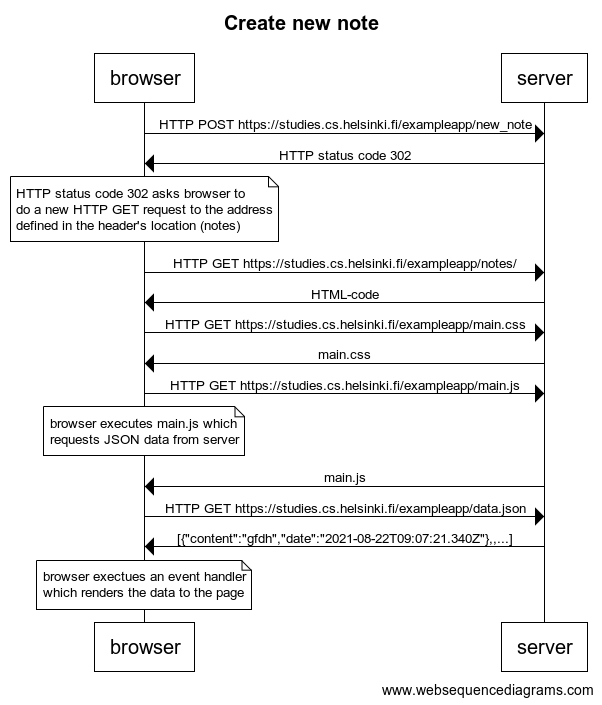 Create new note
browser
server
HTTP POST https://studies.cs.helsinki.fi/exampleapp/new_note
HTTP status code 302
HTTP status code 302 asks browser to
do a new HTTP GET request to the address
defined in the header's location (notes)
HTTP GET https://studies.cs.helsinki.fi/exampleapp/notes/
HTML-code
HTTP GET https://studies.cs.helsinki.fi/exampleapp/main.css
main.css
HTTP GET https://studies.cs.helsinki.fi/exampleapp/main.js
browser executes main.js which
requests JSON data from server
main.js
HTTP GET https://studies.cs.helsinki.fi/exampleapp/data.json
[{"content":"gfdh","date":"2021-08-22T09:07:21.340Z"},,...]
browser exectues an event handler
which renders the data to the page
browser
server
www.websequencediagrams.com